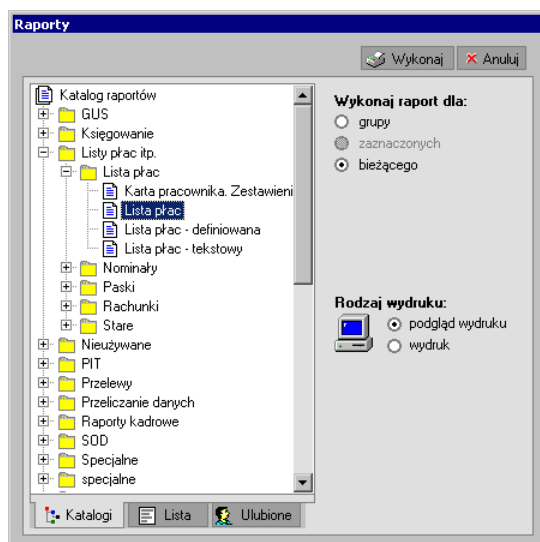 Raporty
Wykonaj
Anuluj
Katalog raportów
GUS
Księgowanie
Listy płac itp.
Lista płac
Karta pracownika. Zestawieni
Lista płac
Lista płac - definiowana
Lista płac - tekstowy
Nominały
Paski
Rachunki
Stare
Nieużywane
PIT
Przelewy
Przeliczanie danych
Raporty kadrowe
SOD
Specjalne
specjalne
Katalogi
Lista
Ulubione
Wykonaj raport dla:
grupy
zaznaczonych
bieżącego
Rodzaj wydruku:
podgląd wydruku
wydruk